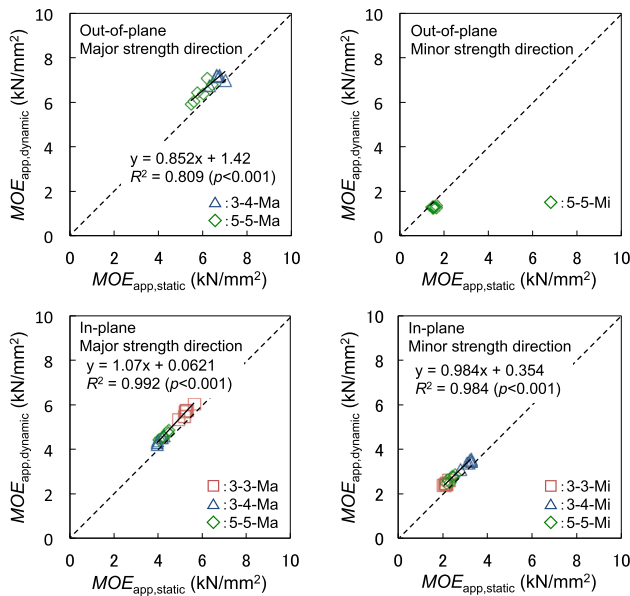 Out-of-plane
Major strength direction
MOEapp,dynamic (kN/mm²)
10
8
6
4
2
0
y = 0.852x + 1.42
R² = 0.809 (p<0.001)
:3-4-Ma
:5-5-Ma
0 2 4 6 8 10
MOEapp,static (kN/mm²)
Out-of-plane
Minor strength direction
MOEapp,dynamic (kN/mm²)
10
8
6
4
2
0
:5-5-Mi
0 2 4 6 8 10
MOEapp,static (kN/mm²)
In-plane
Major strength direction
y = 1.07x + 0.0621
R² = 0.992 (p<0.001)
MOEapp,dynamic (kN/mm²)
10
8
6
4
2
0
:3-3-Ma
:3-4-Ma
:5-5-Ma
0 2 4 6 8 10
MOEapp,static (kN/mm²)
In-plane
Minor strength direction
y = 0.984x + 0.354
R² = 0.984 (p<0.001)
MOEapp,dynamic (kN/mm²)
10
8
6
4
2
0
:3-3-Mi
:3-4-Mi
:5-5-Mi
0 2 4 6 8 10
MOEapp,static (kN/mm²)